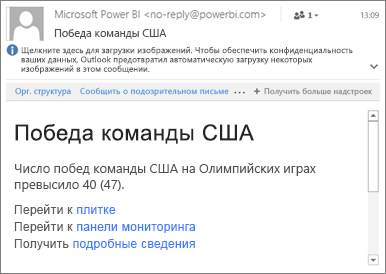 Microsoft Power BI <no-reply@powerbi.com>
1
13:09
Победа команды США
Щелкните здесь для загрузки изображений. Чтобы обеспечить конфиденциальность
ваших данных, Outlook предотвратил автоматическую загрузку некоторых
изображений в этом сообщении.
Орг. структура Сообщить о подозрительном письме ••• + Получить больше надстроек
Победа команды США
Число побед команды США на Олимпийских играх
превысило 40 (47).
Перейти к плитке
Перейти к панели мониторинга
Получить подробные сведения